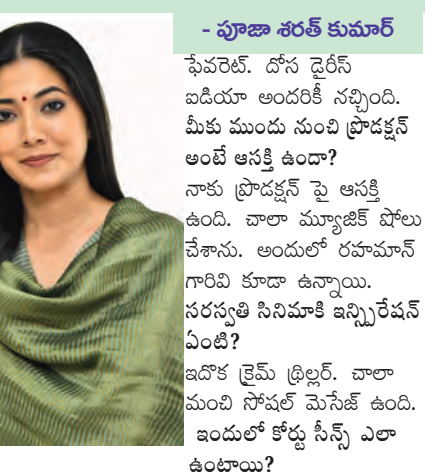 - పూజా శరత్ కుమార్
ఫేవరెట్. దోస డైరీస్
ఐడియా అందరికీ నచ్చింది.
మీకు ముందు నుంచి ప్రొడక్షన్
అంటే ఆసక్తి ఉందా?
నాకు ప్రొడక్షన్ పై ఆసక్తి
ఉంది. చాలా మ్యూజిక్ షోలు
చేశాను. అందులో రహమాన్
గారివి కూడా ఉన్నాయి.
సరస్వతి సినిమాకి ఇన్స్పిరేషన్
ఏంటి?
ఇదొక క్రైమ్ థ్రిల్లర్. చాలా
మంచి సోషల్ మెసేజ్ ఉంది.
ఇందులో కోర్టు సీన్స్ ఎలా
ఉంటాయి?